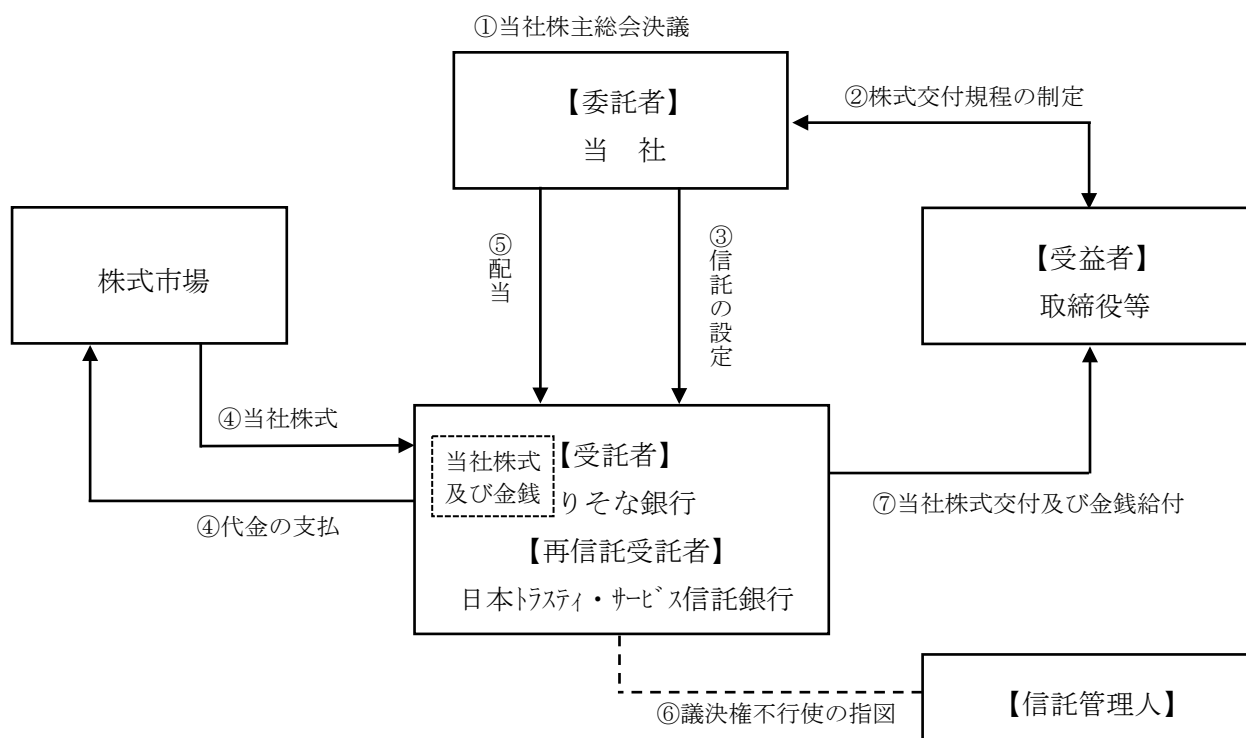 ①当社株主総会決議
【委託者】
当　社
②株式交付規程の制定
株式市場
⑤配当
③信託の設定
【受益者】
取締役等
④当社株式
当社株式
及び金銭
【受託者】
りそな銀行
④代金の支払
⑦当社株式交付及び金銭給付
【再信託受託者】
日本ﾄﾗｽﾃｨ・ｻｰﾋﾞｽ信託銀行
⑥議決権不行使の指図
【信託管理人】